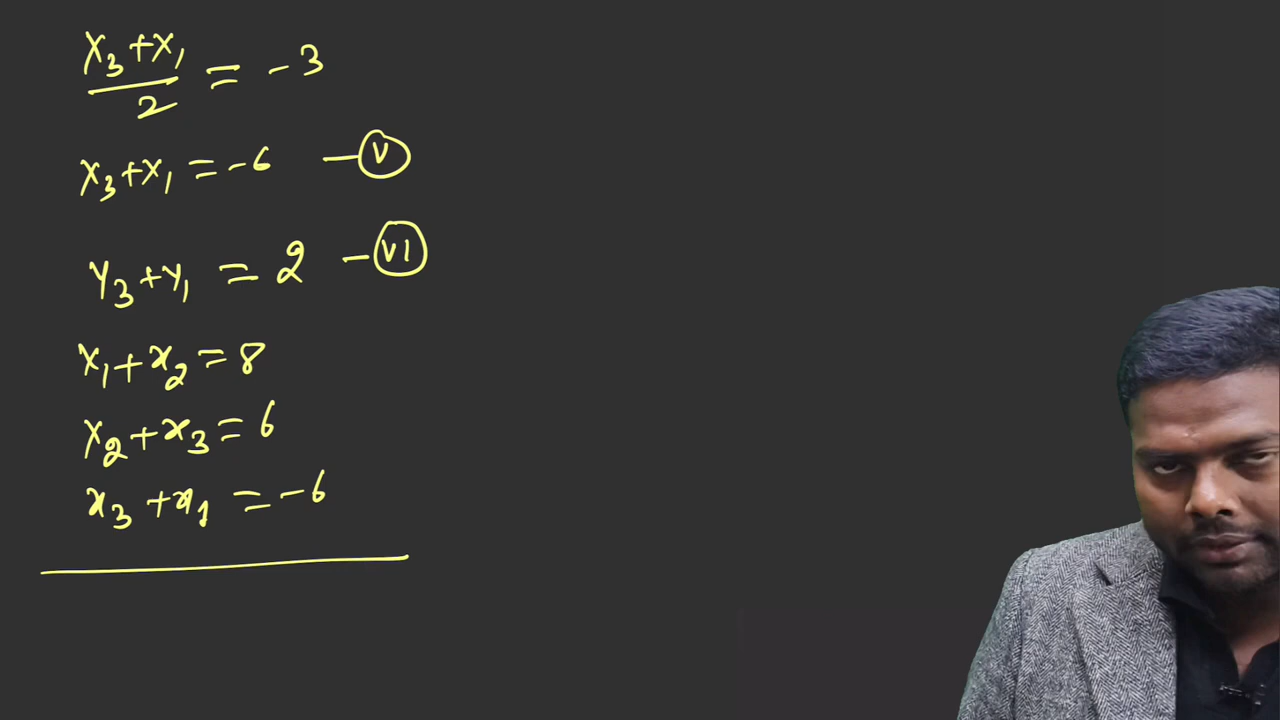 x₃+x₁/2 = -3
x₃+x₁ = -6 —(V)
y₃+y₁ = 2 —(VI)
x₁+x₂ = 8
x₂+x₃ = 6
x₃+x₁ = -6